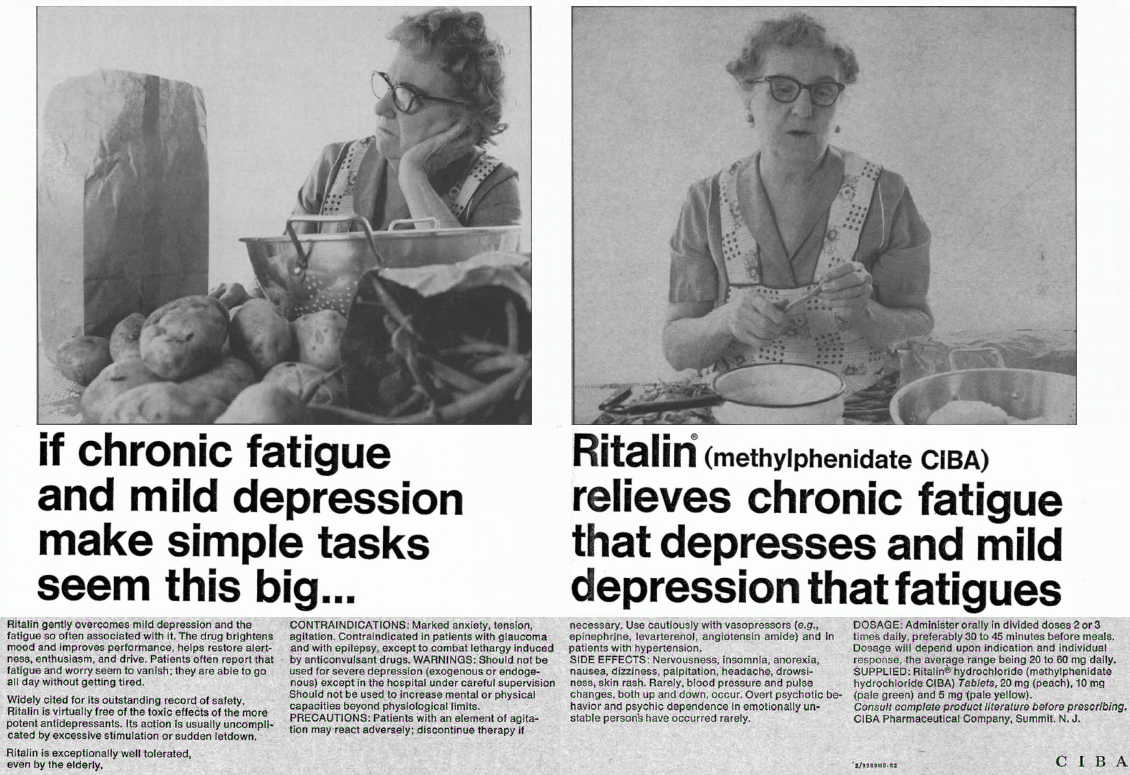 if chronic fatigue
and mild depression
make simple tasks
seem this big...
Ritalin® (methylphenidate CIBA)
relieves chronic fatigue
that depresses and mild
depression that fatigues
Ritalin gently overcomes mild depression and the
fatigue so often associated with it. The drug brightens
mood and improves performance, helps restore alert-
ness, enthusiasm, and drive. Patients often report that
fatigue and worry seem to vanish; they are able to go
all day without getting tired.
Widely cited for its outstanding record of safety,
Ritalin is virtually free of the toxic effects of the more
potent antidepressants. Its action is usually uncompli-
cated by excessive stimulation or sudden letdown.
Ritalin is exceptionally well tolerated,
even by the elderly.
CONTRAINDICATIONS: Marked anxiety, tension,
agitation. Contraindicated in patients with glaucoma
and with epilepsy, except to combat lethargy induced
by anticonvulsant drugs. WARNINGS: Should not be
used for severe depression (exogenous or endoge-
nous) except in the hospital under careful supervision
Should not be used to increase mental or physical
capacities beyond physiological limits.
PRECAUTIONS: Patients with an element of agita-
tion may react adversely; discontinue therapy if
necessary. Use cautiously with vasopressors (e.g.,
epinephrine, levarterenol, angiotensin amide) and in
patients with hypertension.
SIDE EFFECTS: Nervousness, insomnia, anorexia,
nausea, dizziness, palpitation, headache, drowsi-
ness, skin rash. Rarely, blood pressure and pulse
changes, both up and down, occur. Overt psychotic be-
havior and psychic dependence in emotionally un-
stable persons have occurred rarely.
DOSAGE: Administer orally in divided doses 2 or 3
times daily, preferably 30 to 45 minutes before meals.
Dosage will depend upon indication and individual
response, the average range being 20 to 60 mg daily.
SUPPLIED: Ritalin® hydrochloride (methylphenidate
hydrochloride CIBA) Tablets, 20 mg (peach), 10 mg
(pale green) and 5 mg (pale yellow).
Consult complete product literature before prescribing.
CIBA Pharmaceutical Company, Summit, N. J.
C I B A